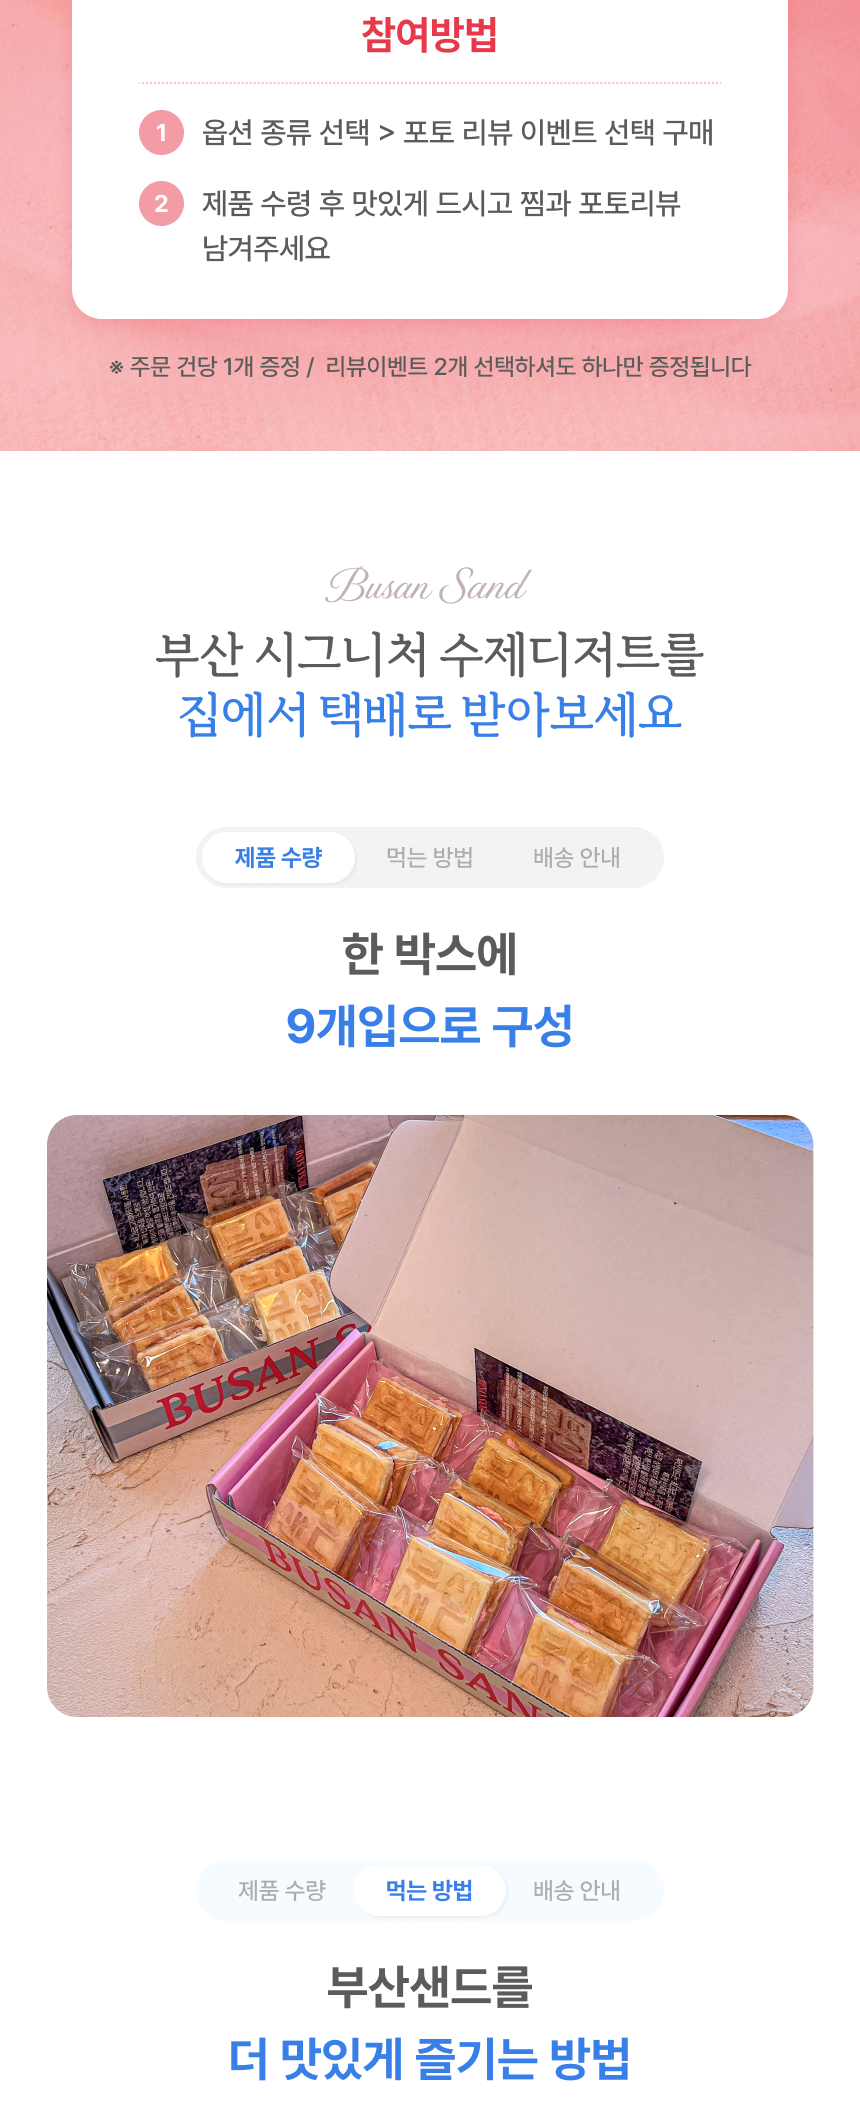 참여방법
1 옵션 종류 선택 > 포토 리뷰 이벤트 선택 구매
2 제품 수령 후 맛있게 드시고 찜과 포토리뷰
남겨주세요
※ 주문 건당 1개 증정 / 리뷰이벤트 2개 선택하셔도 하나만 증정됩니다
Busan Sand
부산 시그니처 수제디저트를
집에서 택배로 받아보세요
제품 수량 먹는 방법 배송 안내
한 박스에
9개입으로 구성
BUSAN S
BUSAN SAN
제품 수량 먹는 방법 배송 안내
부산샌드를
더 맛있게 즐기는 방법